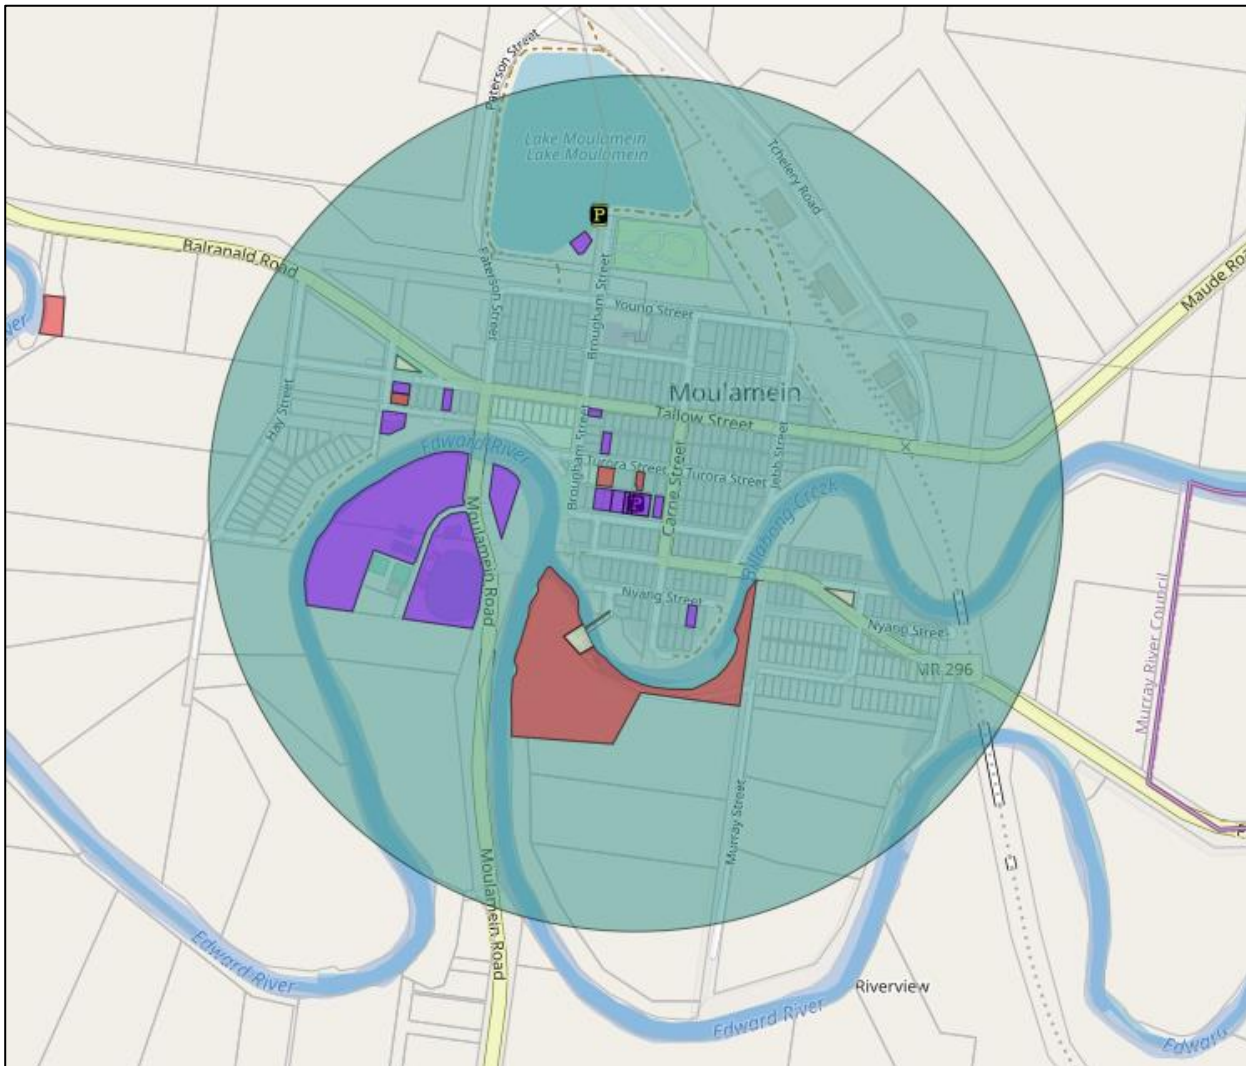 Paterson Street
Lake Moulamein
Lake Moulamein
Tchelery Road
P
Balranald Road
Paterson Street
Brougham Street
Maude Roa
Young Street
ver
Moulamein
Hay Street
Tallow Street
Edward River
Brougham Street
Turora Street
Turora Street
Jebb Street
Carne Street
P
Moulamein Road
Billabong Creek
Nyang Street
Nyang Street
MR 296
Murray River Council
Murray Street
Moulamein Road
Edward River
Riverview
Edward River
Edward